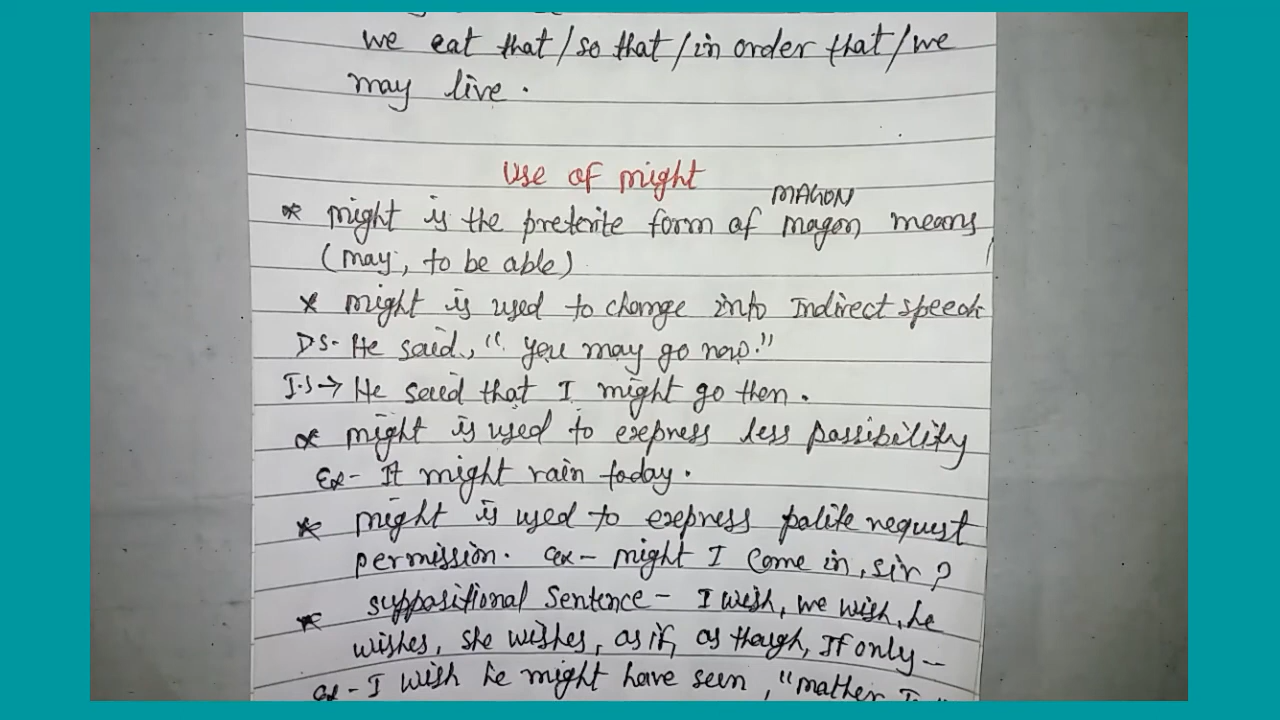 we eat that/so that/in order that/we
may live.
Use of might
MAGON
* might is the preterite form of magon means
(may, to be able)
* might is used to change into Indirect speech
DS- He said, "you may go now."
I.S → He said that I might go then.
* might is used to express less possibility
Ex- It might rain today.
* might is used to express polite request
permission. ex- might I come in, sir?
* suppositional sentence - I wish, we wish, he
wishes, she wishes, as if, as though, If only -
ex- I wish he might have seen, "mother